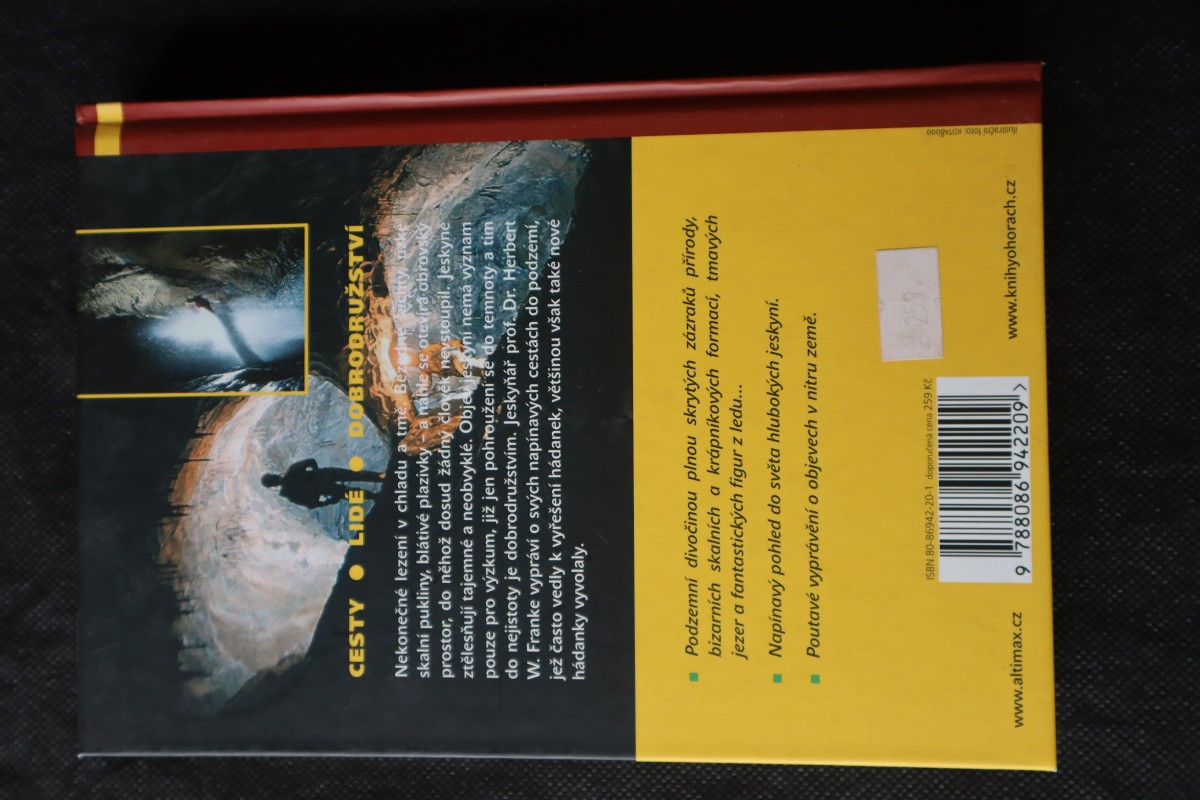 CESTY ● LIDÉ ● DOBRODRUŽSTVÍ
Nekonečné lezení v chladu a tmě. Bezedné šachty, úzké
skalní pukliny, blátivé plazivky – a náhle se otevírá obrovský
prostor, do něhož dosud žádný člověk nevstoupil. Jeskyně
ztělesňují tajemné a neobvyklé. Objev jeskyní nemá význam
pouze pro výzkum, již jen pohroužení se do temnoty a tím
do nejistoty je dobrodružstvím. Jeskyňář prof. Dr. Herbert
W. Franke vypráví o svých napínavých cestách do podzemí,
jež často vedly k vyřešení hádanek, většinou však také nové
hádanky vyvolaly.
Podzemní divočinou plnou skrytých zázraků přírody,
bizarních skalních a krápníkových formací, tmavých
jezer a fantastických figur z ledu...
Napínavý pohled do světa hlubokých jeskyní.
Poutavé vyprávění o objevech v nitru země.
ISBN 80-86942-20-1 doporučená cena 259 Kč
9 788086 942209 >
www.altimax.cz
www.knihyohorach.cz
ilustrační foto: KOTA8000